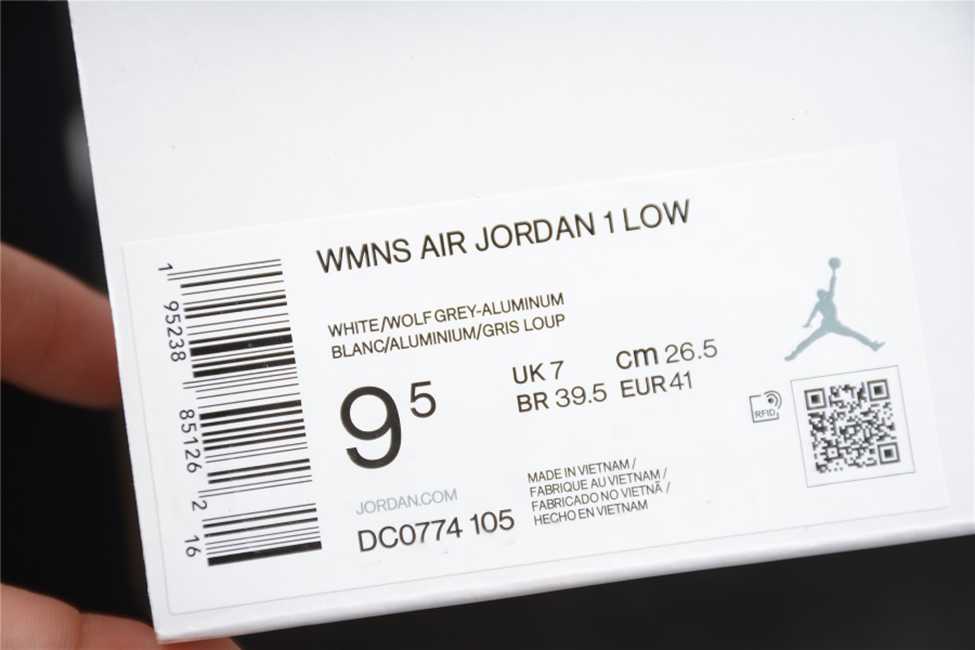 WMNS AIR JORDAN 1 LOW
WHITE/WOLF GREY-ALUMINUM
BLANC/ALUMINIUM/GRIS LOUP
9 5
UK 7 cm 26.5
BR 39.5 EUR 41
RFID
JORDAN.COM
DC0774 105
MADE IN VIETNAM /
FABRIQUE AU VIETNAM /
FABRICADO NO VIETNÃ /
HECHO EN VIETNAM
1 95238 85126 2 16